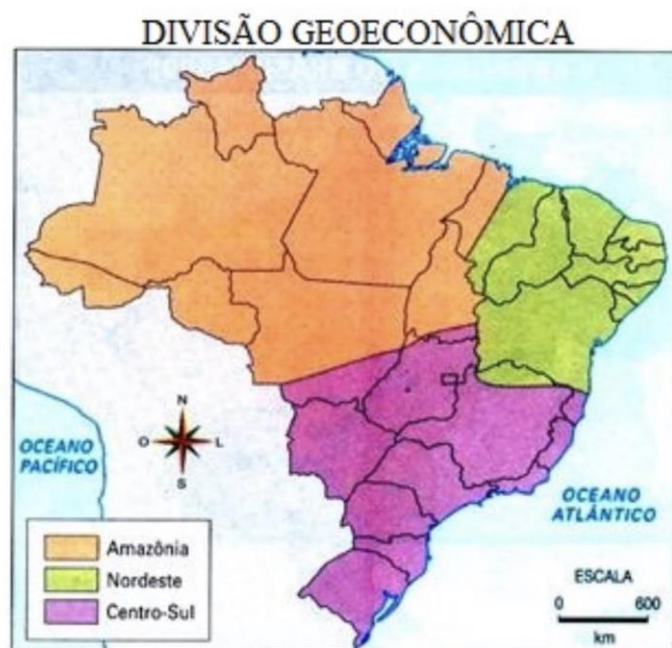 DIVISÃO GEOECONÔMICA
N
O
L
S
OCEANO
PACÍFICO
OCEANO
ATLÂNTICO
Amazônia
Nordeste
Centro-Sul
ESCALA
0 600
km